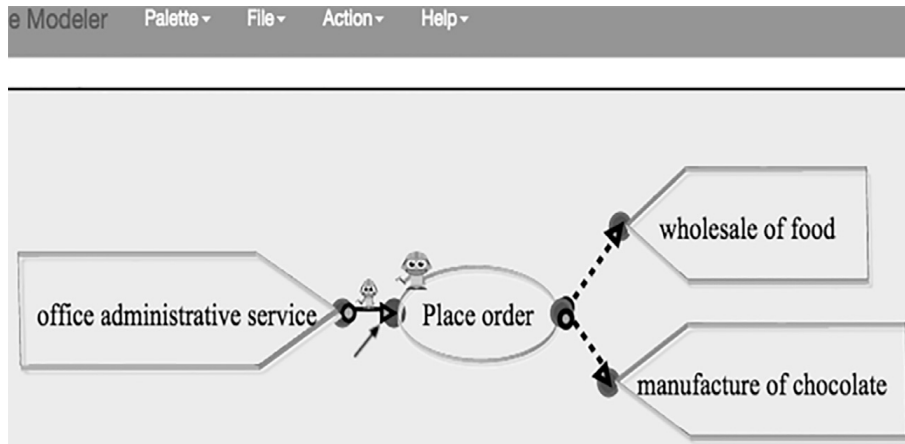 e Modeler Palette File Action Help
wholesale of food
office administrative service Place order
manufacture of chocolate